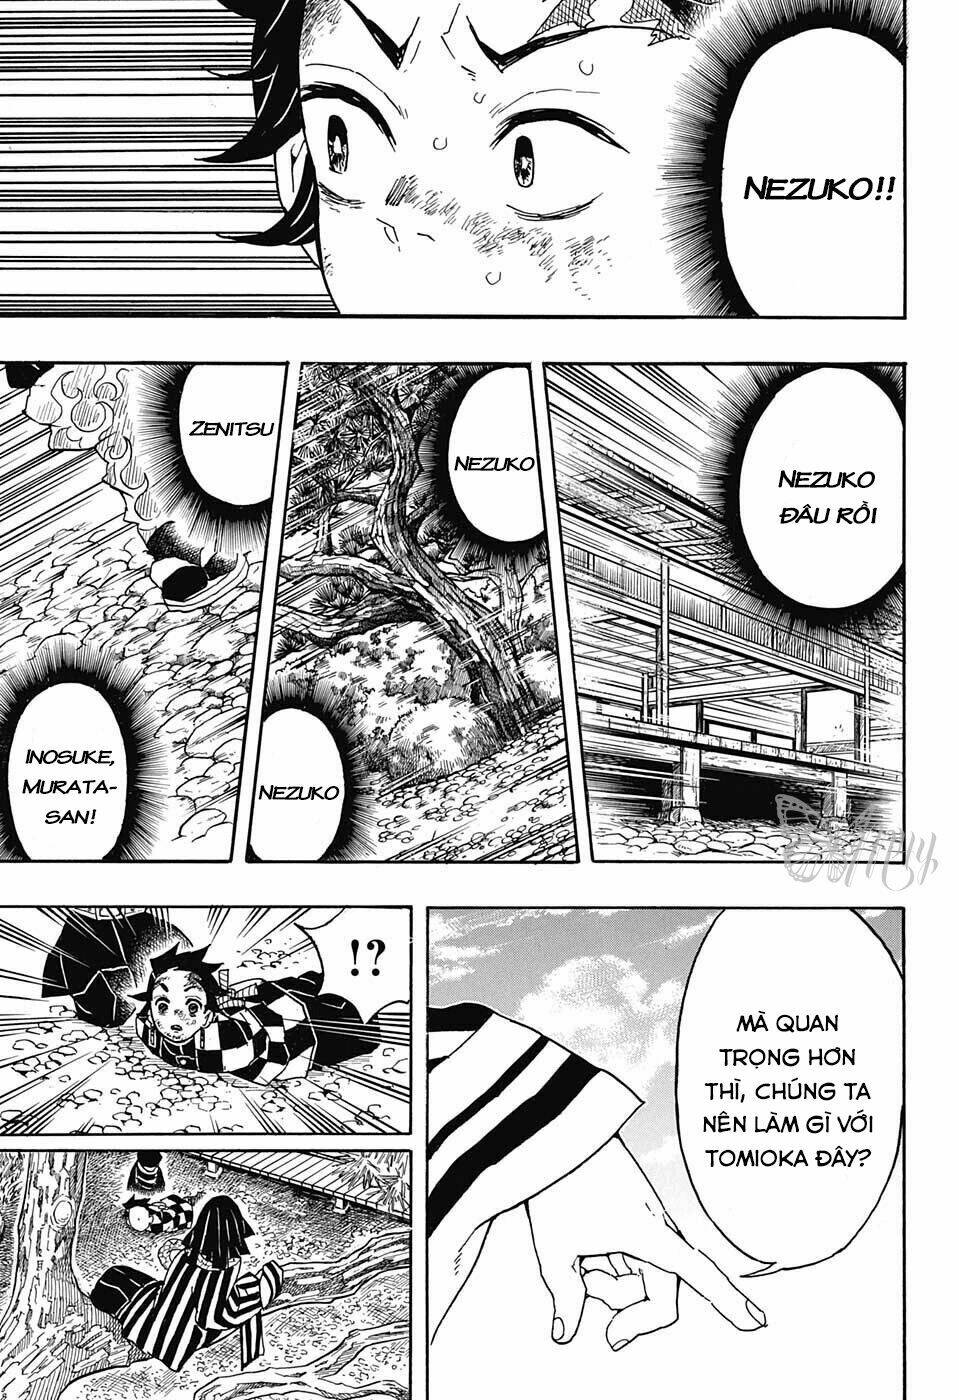 NEZUKO!!
NEZUKO
ĐÂU RỒI
NEZUKO
NEZUKO
ZENITSU
INOSUKE,
MURATA-
SAN!
MÀ QUAN
TRỌNG HƠN
THÌ, CHÚNG TA
NÊN LÀM GÌ VỚI
TOMIOKA ĐÂY?
!?